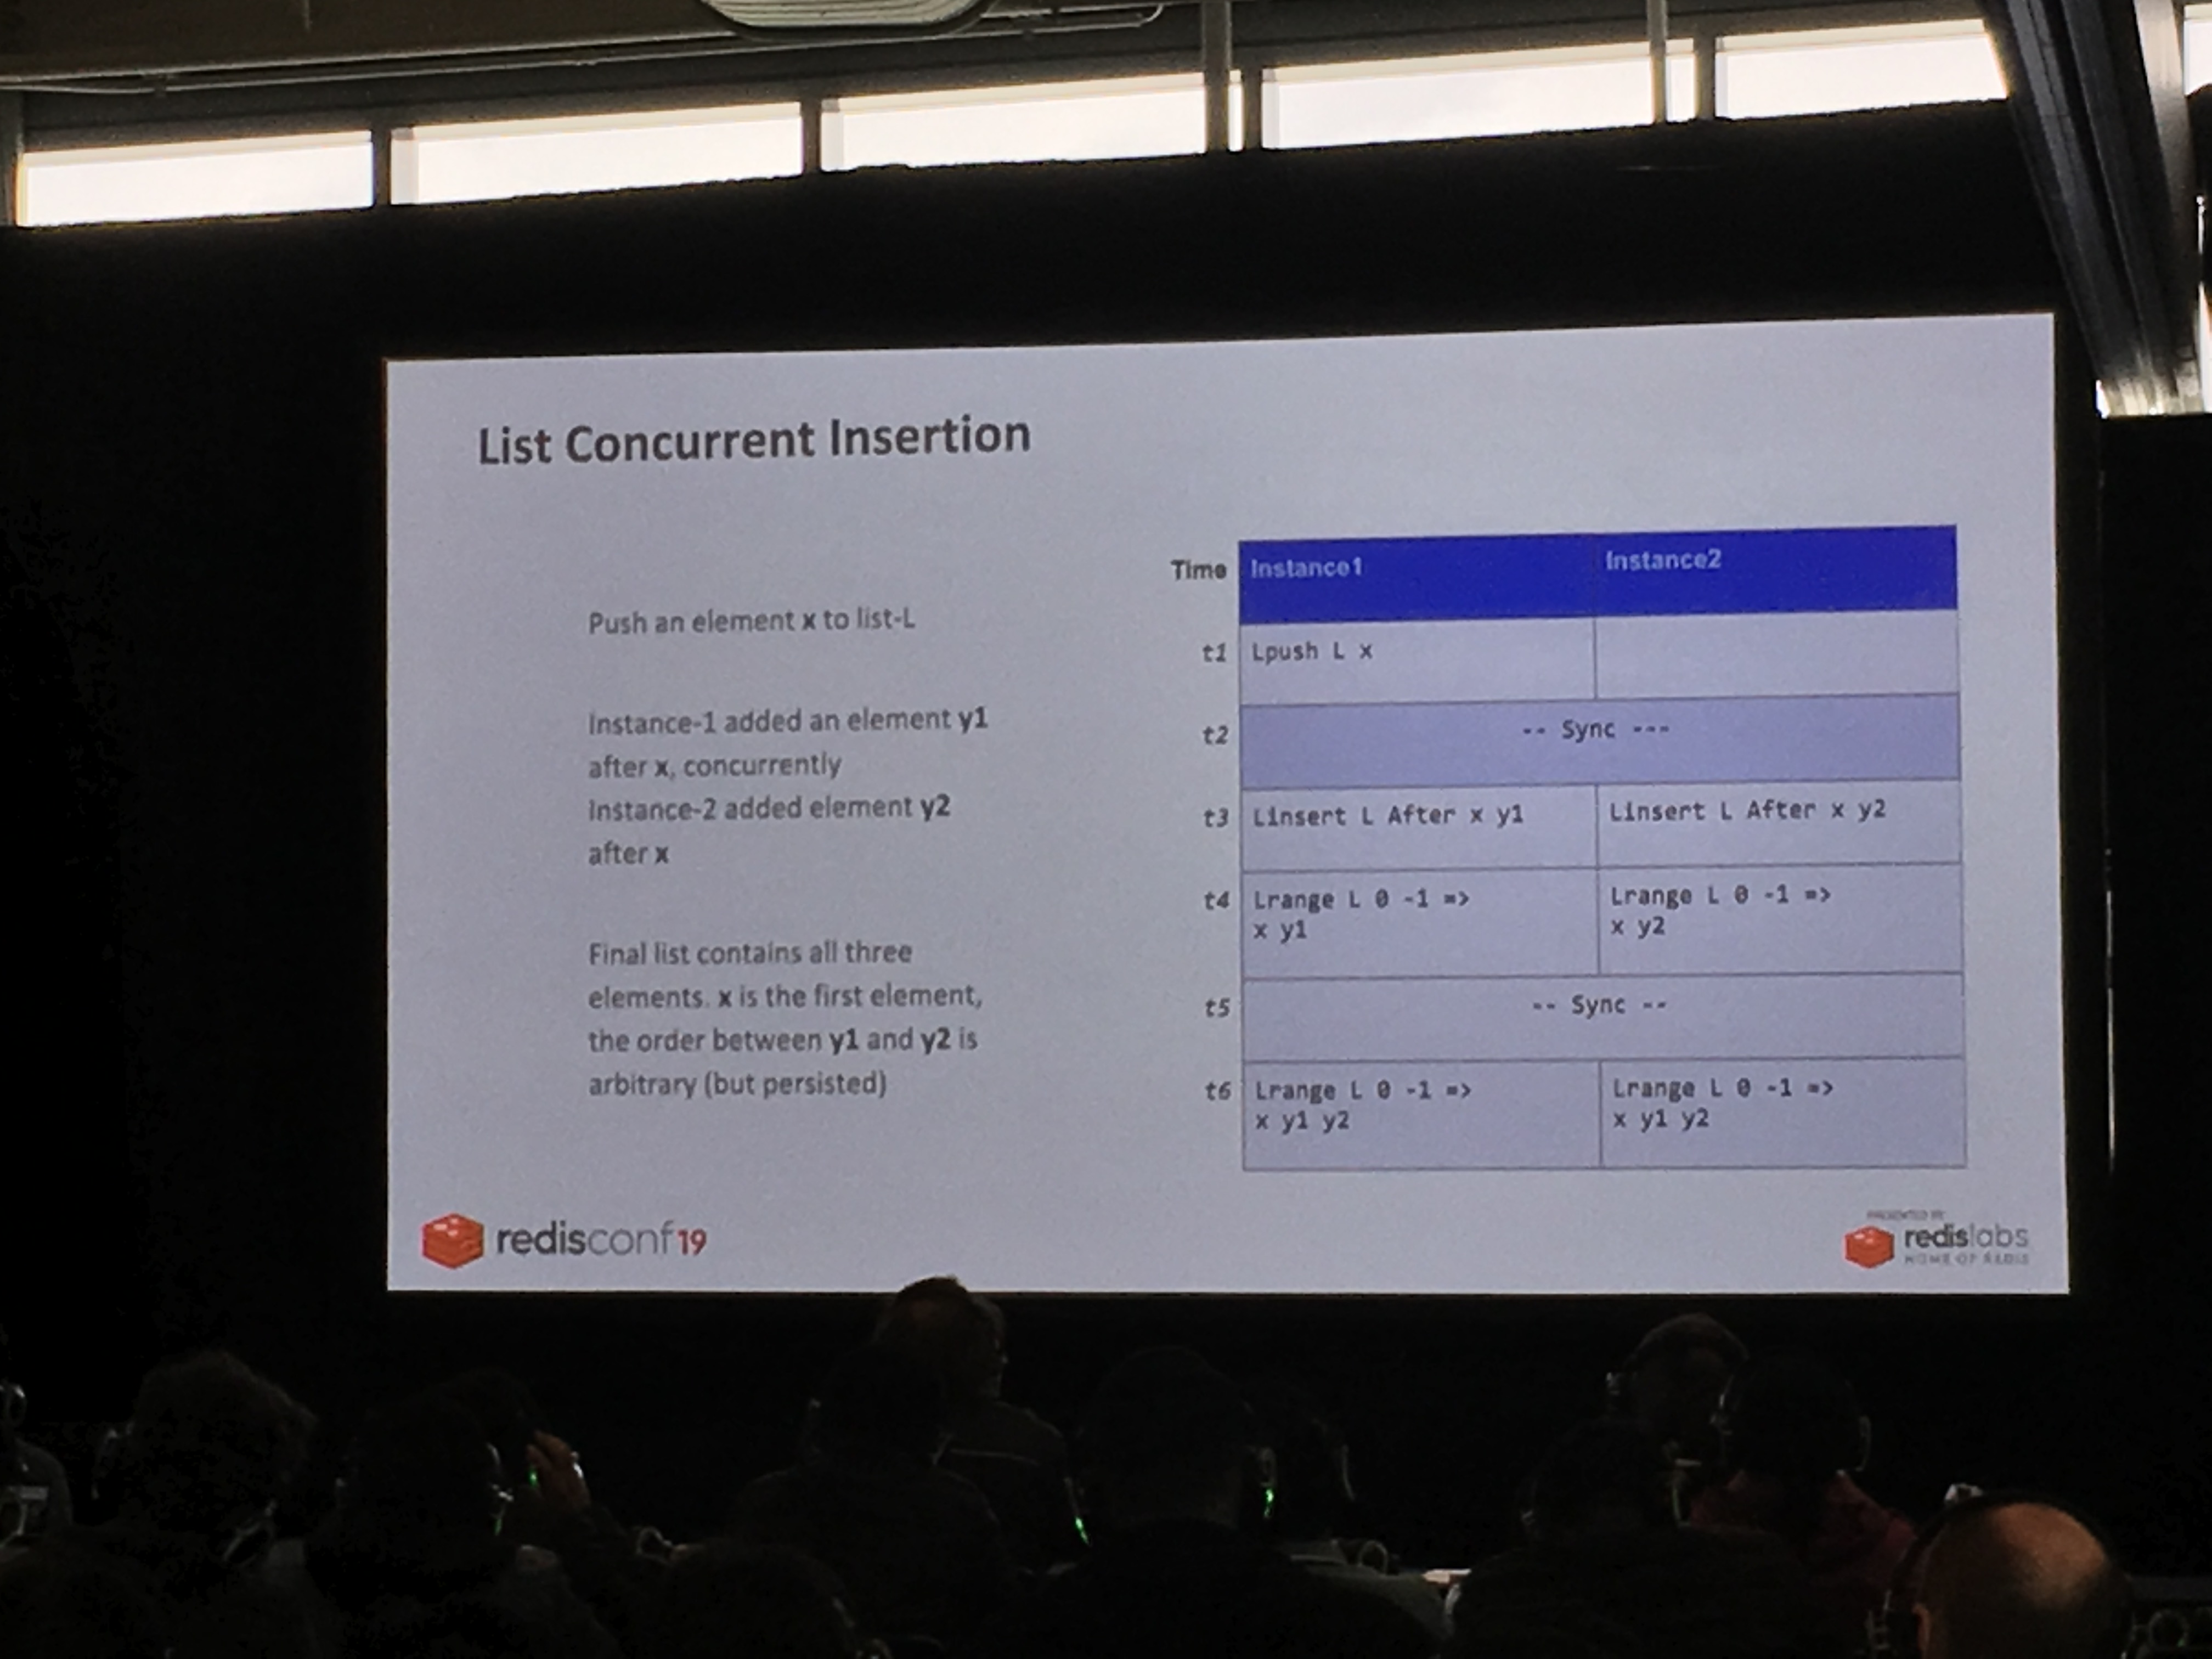 List Concurrent Insertion
Push an element x to list-L
Instance-1 added an element y1
after x, concurrently
Instance-2 added element y2
after x
Final list contains all three
elements. x is the first element,
the order between y1 and y2 is
arbitrary (but persisted)
Time Instance1 Instance2
t1 Lpush L x
t2 -- Sync ---
t3 Linsert L After x y1 Linsert L After x y2
t4 Lrange L 0 -1 => Lrange L 0 -1 =>
x y1 x y2
t5 -- Sync --
t6 Lrange L 0 -1 => Lrange L 0 -1 =>
x y1 y2 x y1 y2
redisconf19
PRESENTED BY
redislabs
HOME OF REDIS